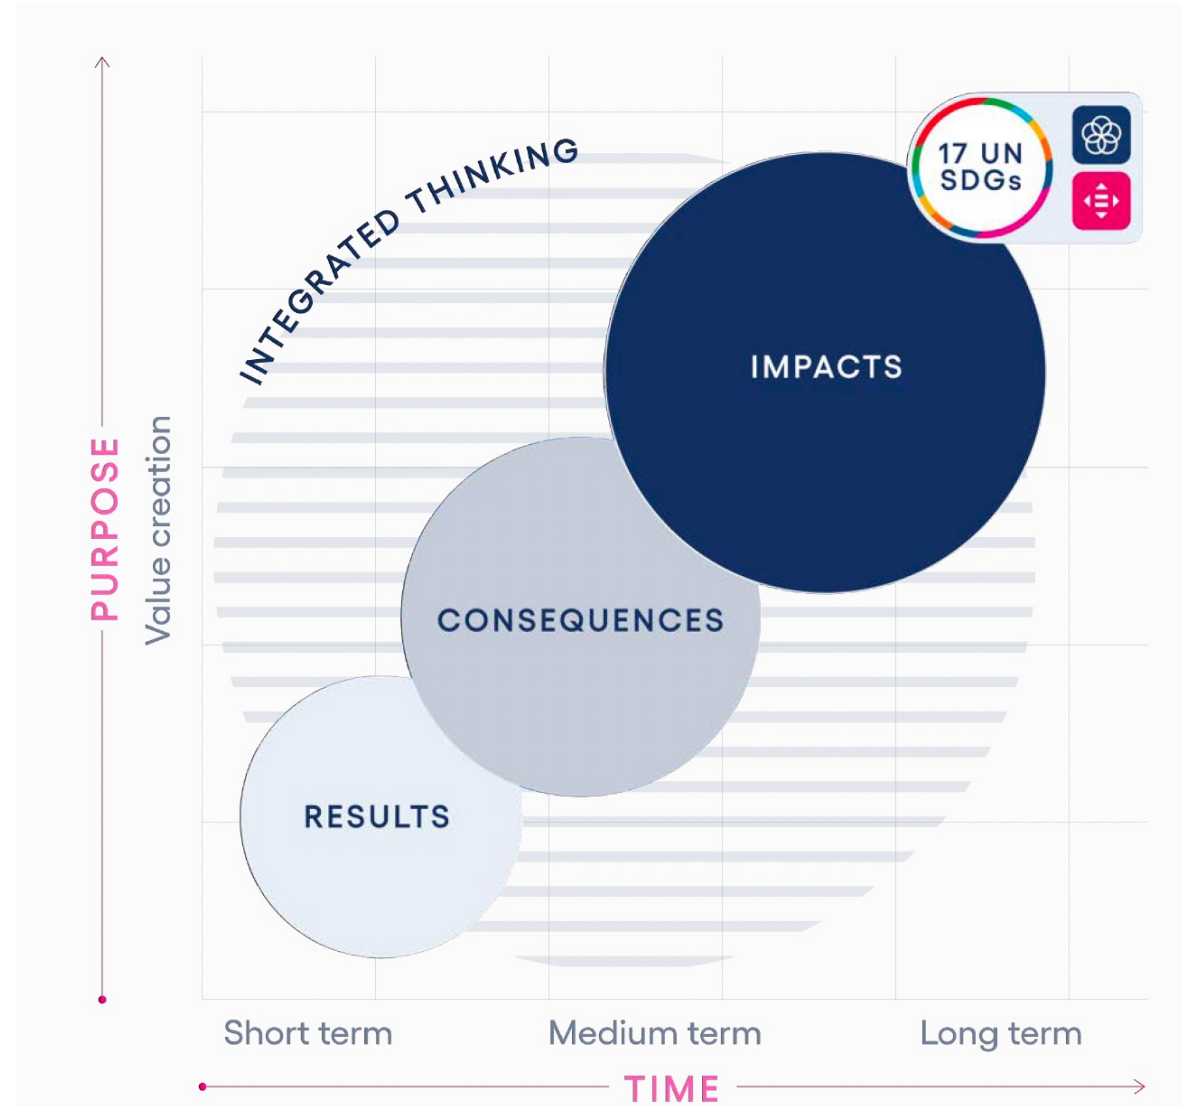 INTEGRATED THINKING
17 UN
SDGs
IMPACTS
CONSEQUENCES
RESULTS
PURPOSE
Value creation
Short term
Medium term
Long term
TIME